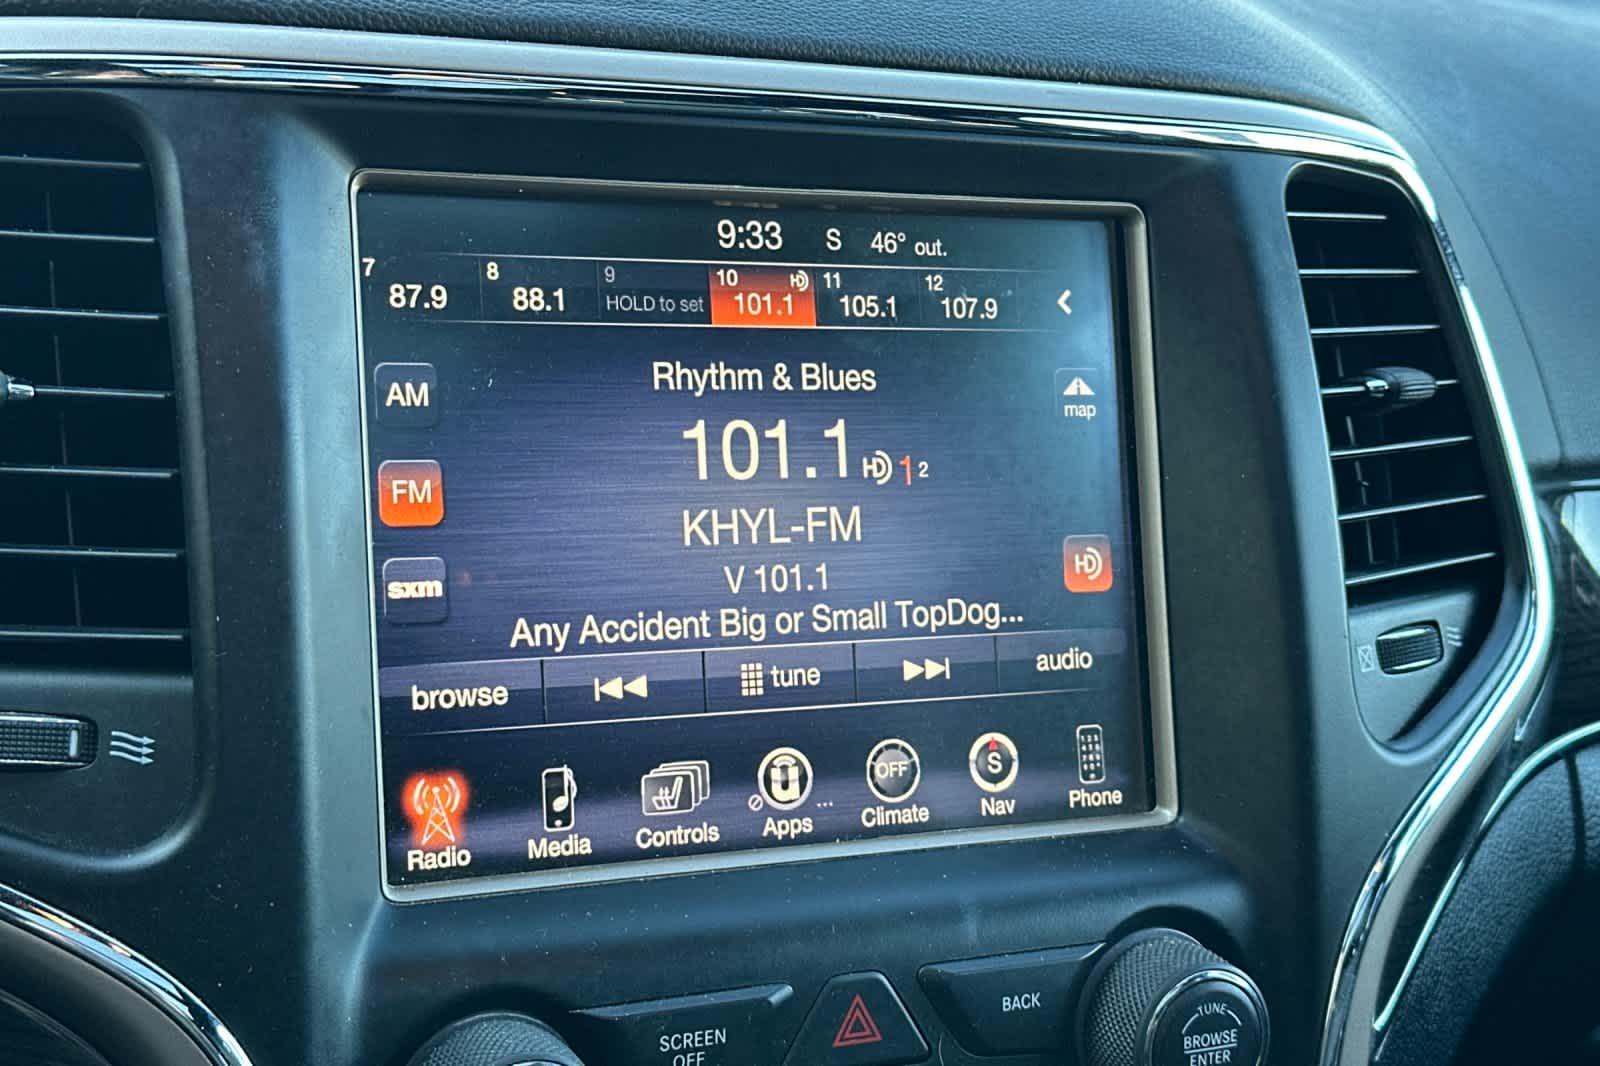 9:33 S 46° out.
7 87.9 8 88.1 9 HOLD to set 10 HD 101.1 11 105.1 12 107.9
Rhythm & Blues
AM
map
101.1 HD 1 2
FM
KHYL-FM
HD
V 101.1
sxm
Any Accident Big or Small TopDog...
browse tune audio
OFF S
Radio Media Controls Apps ... Climate Nav Phone
SCREEN
OFF
BACK
TUNE
BROWSE
ENTER